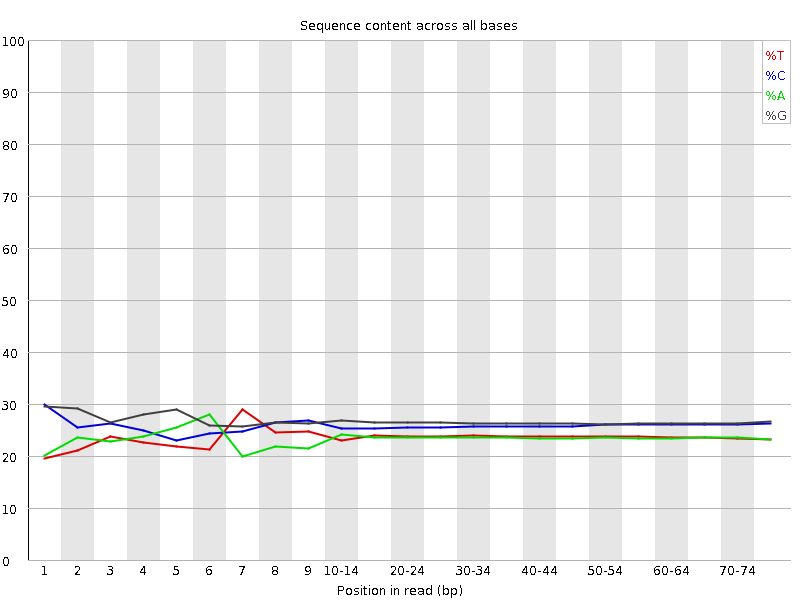 Sequence content across all bases
100
90
80
70
60
50
40
30
20
10
0
%T
%C
%A
%G
1 2 3 4 5 6 7 8 9 10-14 20-24 30-34 40-44 50-54 60-64 70-74
Position in read (bp)